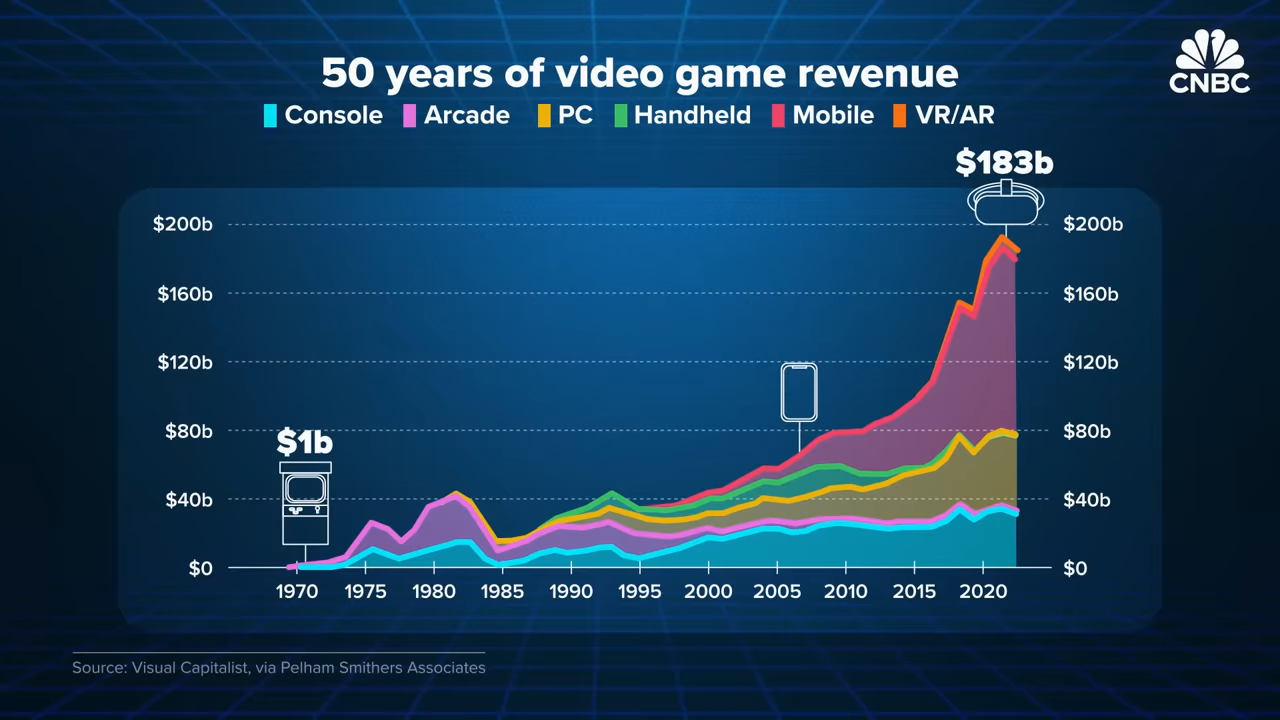 CNBC
50 years of video game revenue
Console Arcade PC Handheld Mobile VR/AR
$183b
$200b $200b
$160b $160b
$120b $120b
$80b $80b
$1b
$40b $40b
$0 $0
1970 1975 1980 1985 1990 1995 2000 2005 2010 2015 2020
Source: Visual Capitalist, via Pelham Smithers Associates